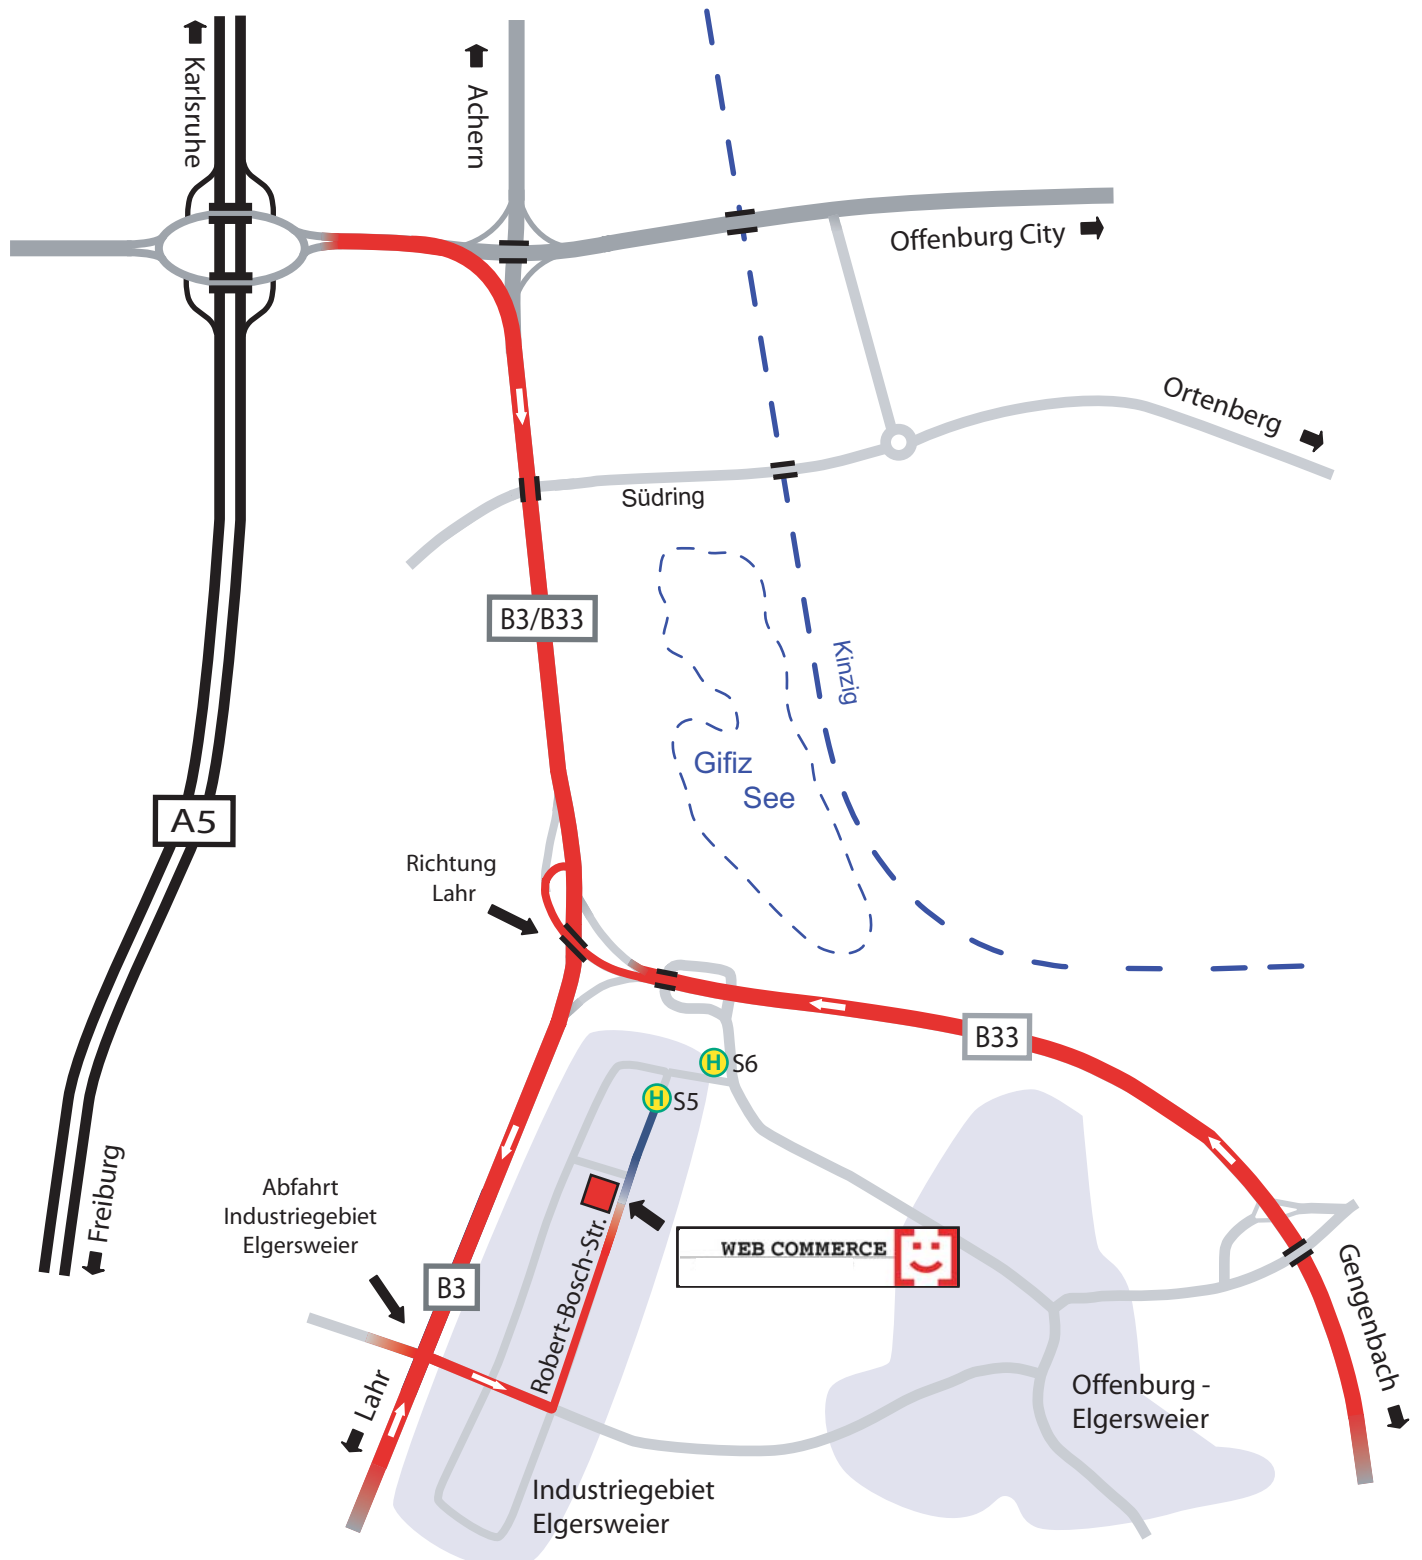 Karlsruhe
Achern
Offenburg City
Ortenberg
Südring
B3/B33
Kinzig
Gifiz
See
A5
Richtung
Lahr
B33
H S6
H S5
Freiburg
Abfahrt
Industriegebiet
Elgersweier
WEB COMMERCE
Robert-Bosch-Str.
B3
Gengenbach
Lahr
Offenburg -
Elgersweier
Industriegebiet
Elgersweier